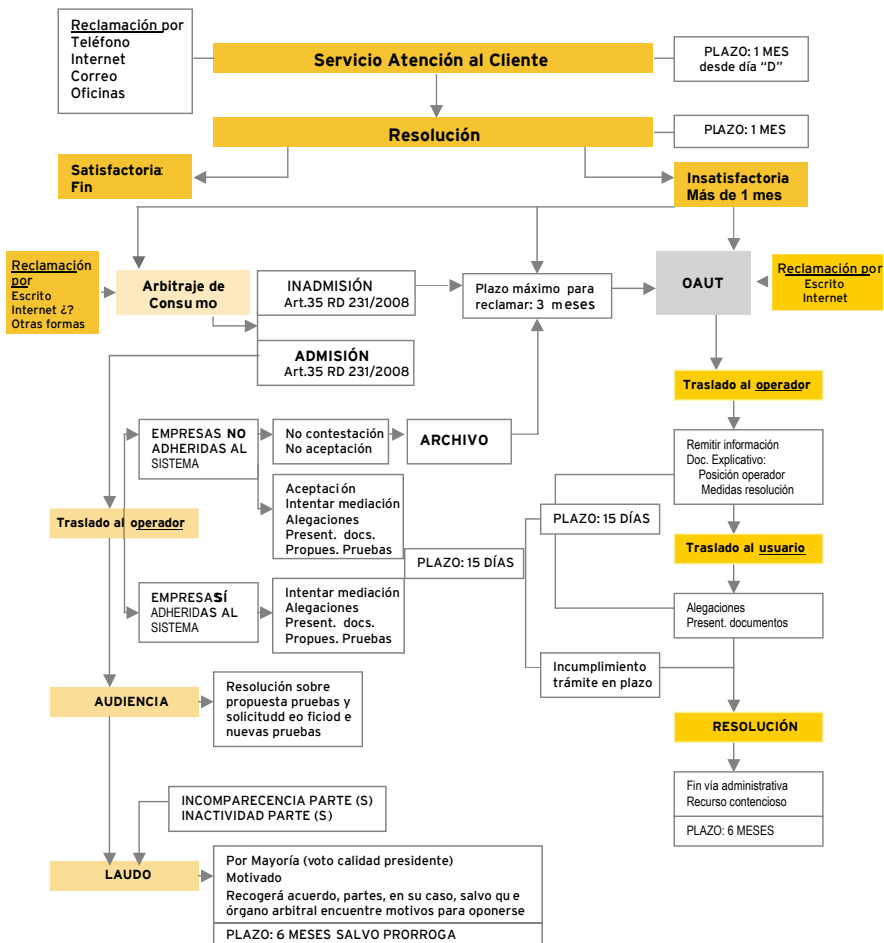 Reclamación por
Teléfono
Internet
Correo
Oficinas
Servicio Atención al Cliente
PLAZO: 1 MES
desde día “D”
Resolución
PLAZO: 1 MES
Satisfactoria:
Fin
Insatisfactoria
Más de 1 mes
Reclamación
por
Escrito
Internet ¿?
Otras formas
Arbitraje de
Consumo
INADMISIÓN
Art.35 RD 231/2008
ADMISIÓN
Art.35 RD 231/2008
Plazo máximo para
reclamar: 3 meses
OAUT
Reclamación por
Escrito
Internet
Traslado al operador
Remitir información
Doc. Explicativo:
Posición operador
Medidas resolución
EMPRESAS NO
ADHERIDAS AL
SISTEMA
No contestación
No aceptación
ARCHIVO
Aceptación
Intentar mediación
Alegaciones
Present. docs.
Propues. Pruebas
Traslado al operador
PLAZO: 15 DÍAS
PLAZO: 15 DÍAS
Traslado al usuario
EMPRESASÍ
ADHERIDAS AL
SISTEMA
Intentar mediación
Alegaciones
Present. docs.
Propues. Pruebas
Alegaciones
Present. documentos
Incumplimiento
trámite en plazo
AUDIENCIA
Resolución sobre
propuesta pruebas y
solicitudd eo ficiod e
nuevas pruebas
RESOLUCIÓN
Fin vía administrativa
Recurso contencioso
PLAZO: 6 MESES
INCOMPARECENCIA PARTE (S)
INACTIVIDAD PARTE (S)
LAUDO
Por Mayoría (voto calidad presidente)
Motivado
Recogerá acuerdo, partes, en su caso, salvo que
órgano arbitral encuentre motivos para oponerse
PLAZO: 6 MESES SALVO PRORROGA